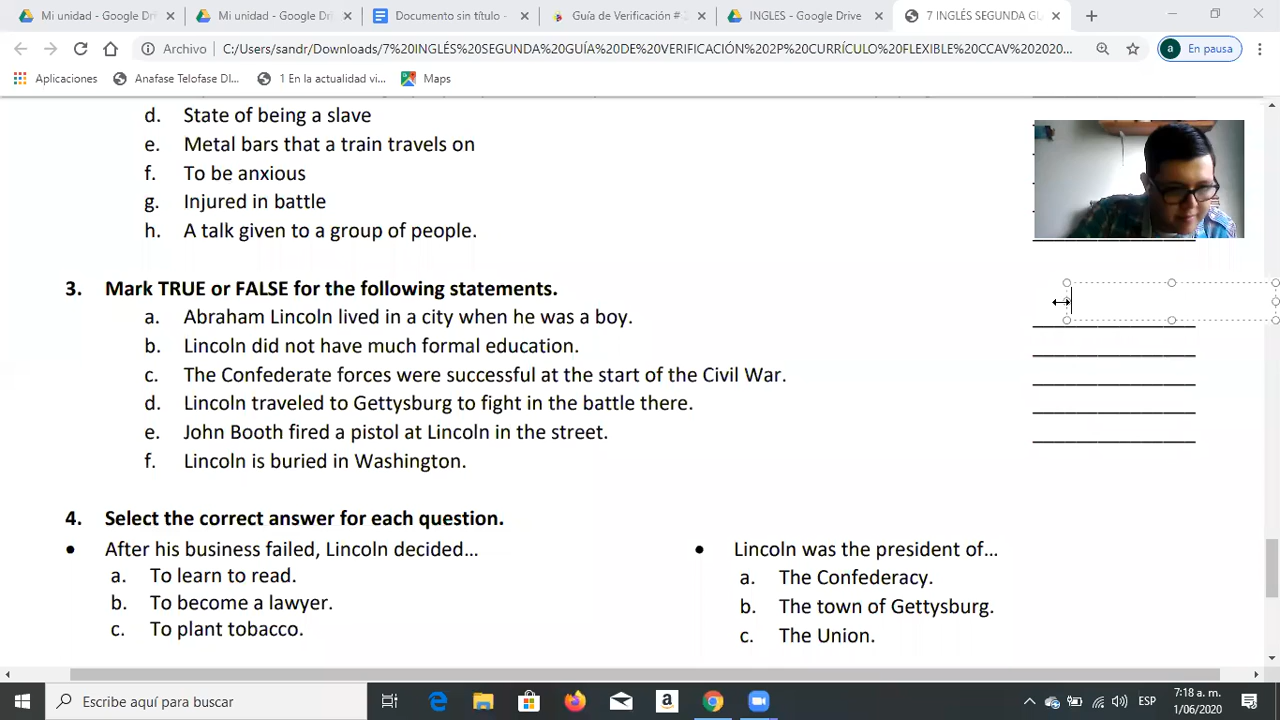 Mi unidad - Google Dri
Mi unidad - Google Dri
Documento sin título -
Guía de Verificación #
INGLES - Google Drive
7 INGLÉS SEGUNDA GU
Archivo
C:/Users/sandr/Downloads/7%20INGLÉS%20SEGUNDA%20GUÍA%20DE%20VERIFICACIÓN%202P%20CURRÍCULO%20FLEXIBLE%20CCAV%202020...
a En pausa
Aplicaciones
Anafase Telofase DI...
1 En la actualidad vi...
Maps
d. State of being a slave
e. Metal bars that a train travels on
f. To be anxious
g. Injured in battle
h. A talk given to a group of people.
3. Mark TRUE or FALSE for the following statements.
a. Abraham Lincoln lived in a city when he was a boy.
b. Lincoln did not have much formal education.
c. The Confederate forces were successful at the start of the Civil War.
d. Lincoln traveled to Gettysburg to fight in the battle there.
e. John Booth fired a pistol at Lincoln in the street.
f. Lincoln is buried in Washington.
4. Select the correct answer for each question.
• After his business failed, Lincoln decided...
a. To learn to read.
b. To become a lawyer.
c. To plant tobacco.
• Lincoln was the president of...
a. The Confederacy.
b. The town of Gettysburg.
c. The Union.
Escribe aquí para buscar
ESP
7:18 a. m.
1/06/2020